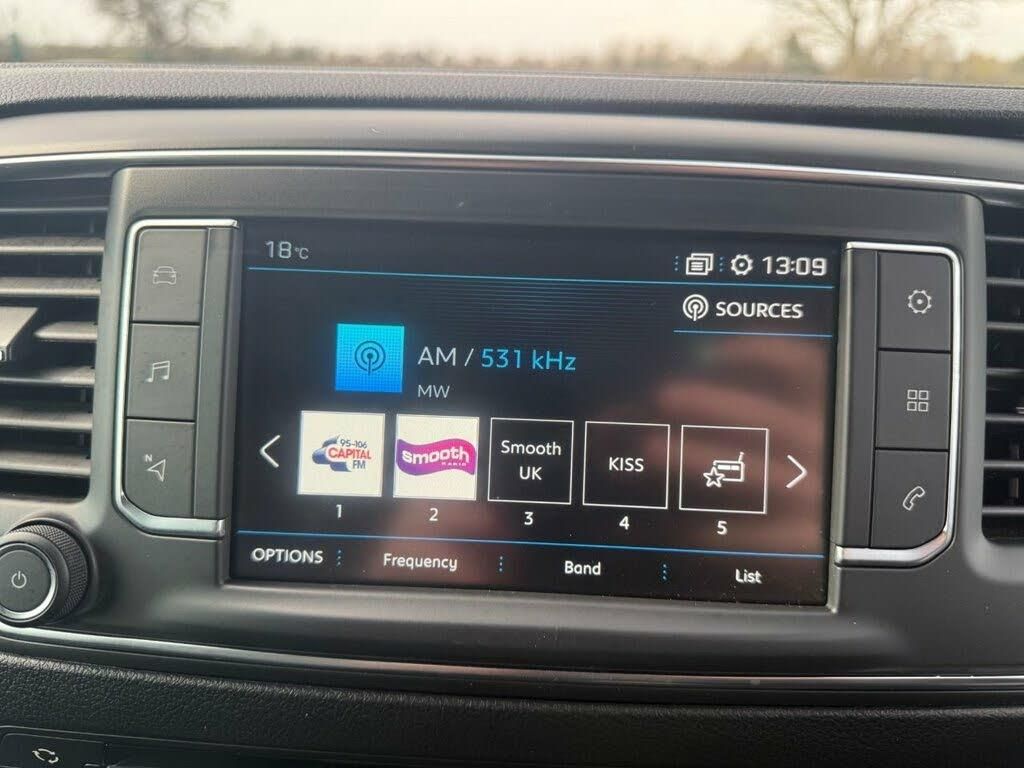 18°C
13:09
SOURCES
AM / 531 kHz
MW
95-106
CAPITAL
FM
smooth
RADIO
Smooth
UK
KISS
1
2
3
4
5
OPTIONS
Frequency
Band
List
N